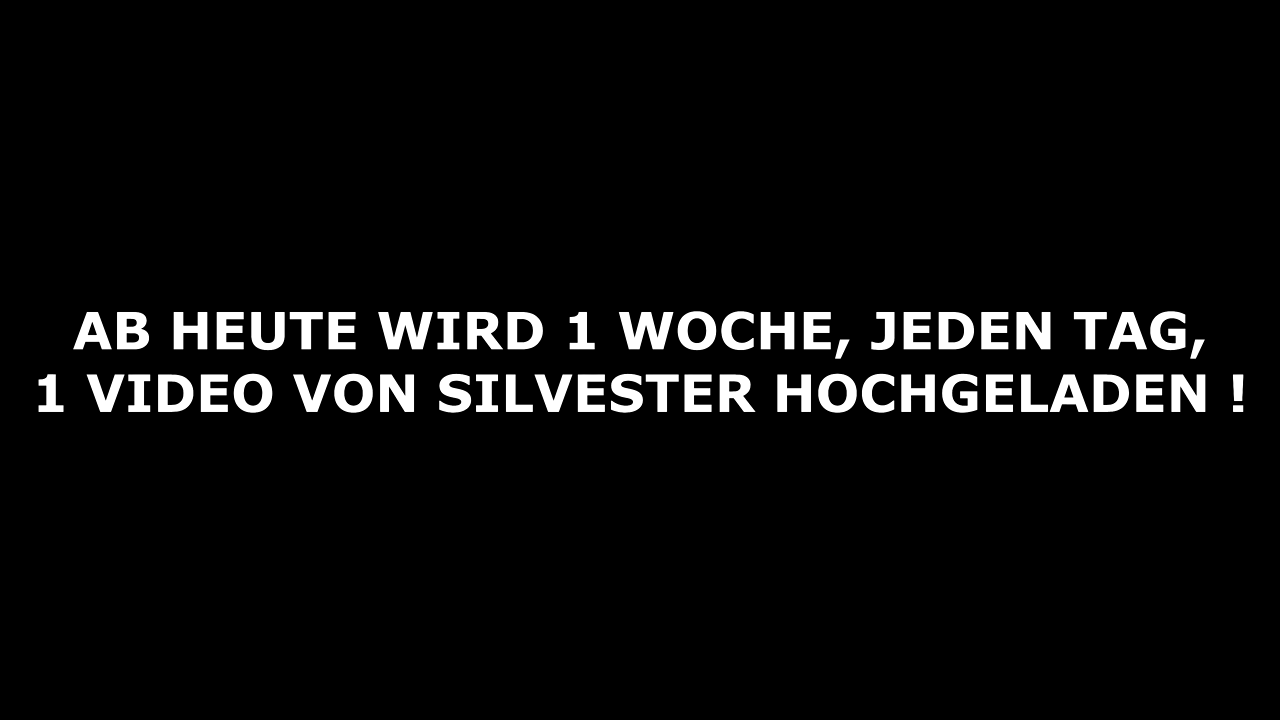 AB HEUTE WIRD 1 WOCHE, JEDEN TAG,
1 VIDEO VON SILVESTER HOCHGELADEN !